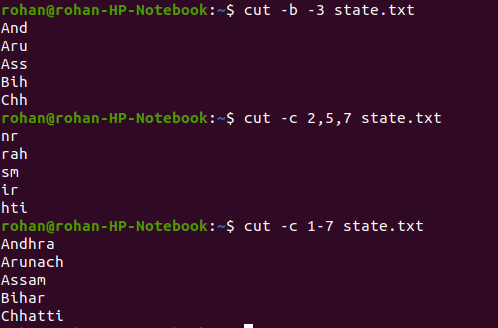 rohan@rohan-HP-Notebook:~$ cut -b -3 state.txt
And
Aru
Ass
Bih
Chh
rohan@rohan-HP-Notebook:~$ cut -c 2,5,7 state.txt
nr
rah
sm
ir
hti
rohan@rohan-HP-Notebook:~$ cut -c 1-7 state.txt
Andhra
Arunach
Assam
Bihar
Chhatti